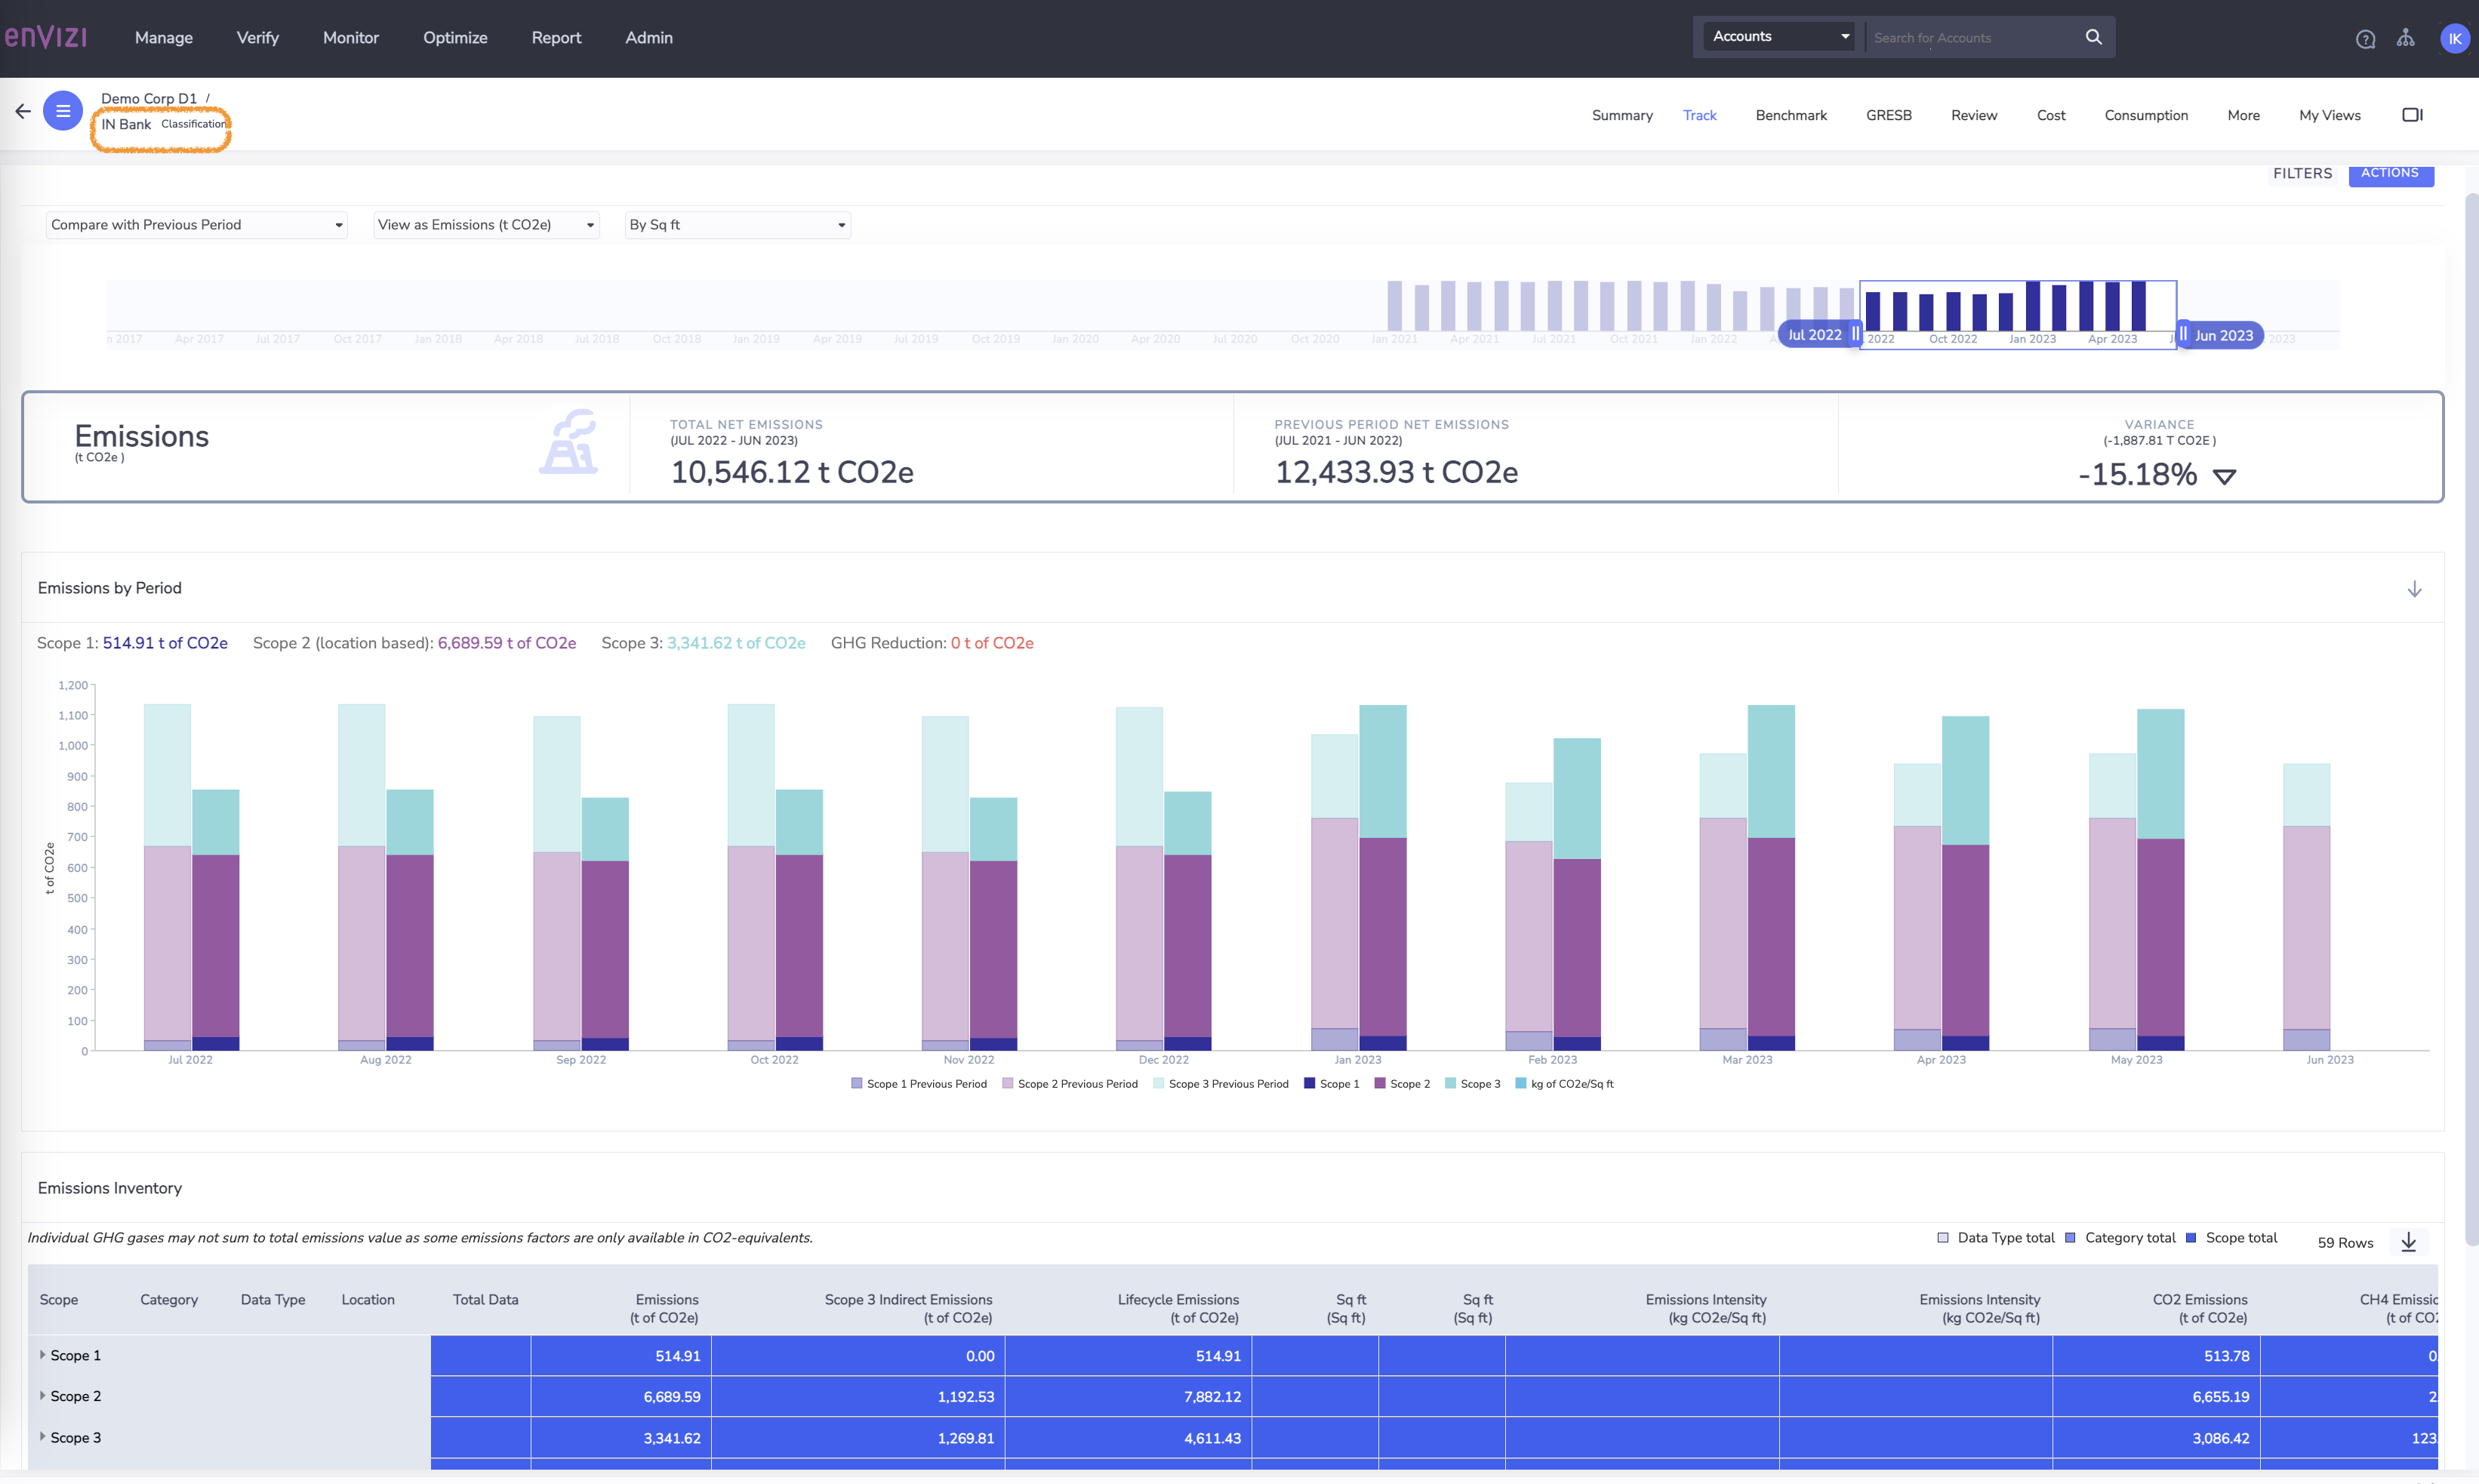 enVIZI Manage Verify Monitor Optimize Report Admin Accounts Search for Accounts ? IK
Demo Corp D1 /
IN Bank Classification
Summary Track Benchmark GRESB Review Cost Consumption More My Views
FILTERS ACTIONS
Compare with Previous Period View as Emissions (t CO2e) By Sq ft
n 2017 Apr 2017 Jul 2017 Oct 2017 Jan 2018 Apr 2018 Jul 2018 Oct 2018 Jan 2019 Apr 2019 Jul 2019 Oct 2019 Jan 2020 Apr 2020 Jul 2020 Oct 2020 Jan 2021 Apr 2021 Jul 2021 Oct 2021 Jan 2022 A Jul 2022 2022 Oct 2022 Jan 2023 Apr 2023 Jun 2023 2023
Emissions
(t CO2e )
TOTAL NET EMISSIONS
(JUL 2022 - JUN 2023)
10,546.12 t CO2e
PREVIOUS PERIOD NET EMISSIONS
(JUL 2021 - JUN 2022)
12,433.93 t CO2e
VARIANCE
(-1,887.81 T CO2E )
-15.18%
Emissions by Period
Scope 1: 514.91 t of CO2e Scope 2 (location based): 6,689.59 t of CO2e Scope 3: 3,341.62 t of CO2e GHG Reduction: 0 t of CO2e
t of CO2e
1,200
1,100
1,000
900
800
700
600
500
400
300
200
100
0
Jul 2022 Aug 2022 Sep 2022 Oct 2022 Nov 2022 Dec 2022 Jan 2023 Feb 2023 Mar 2023 Apr 2023 May 2023 Jun 2023
Scope 1 Previous Period Scope 2 Previous Period Scope 3 Previous Period Scope 1 Scope 2 Scope 3 kg of CO2e/Sq ft
Emissions Inventory
Individual GHG gases may not sum to total emissions value as some emissions factors are only available in CO2-equivalents.
Data Type total Category total Scope total 59 Rows
Scope Category Data Type Location Total Data Emissions Scope 3 Indirect Emissions Lifecycle Emissions Sq ft Sq ft Emissions Intensity Emissions Intensity CO2 Emissions CH4 Emissic
(t of CO2e) (t of CO2e) (t of CO2e) (Sq ft) (Sq ft) (kg CO2e/Sq ft) (kg CO2e/Sq ft) (t of CO2e) (t of CO2
Scope 1 514.91 0.00 514.91 513.78 0
Scope 2 6,689.59 1,192.53 7,882.12 6,655.19 2
Scope 3 3,341.62 1,269.81 4,611.43 3,086.42 123